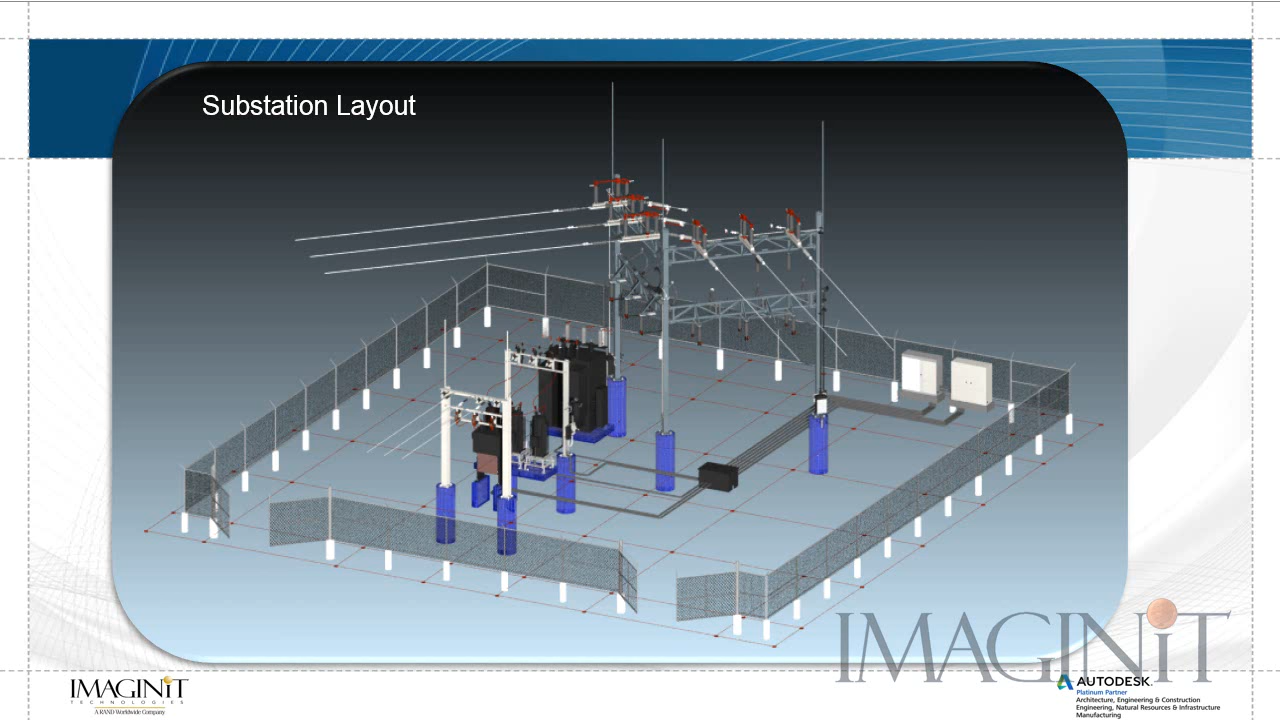 Substation Layout
IMAGINiT
IMAGINiT
TECHNOLOGIES
A RAND Worldwide Company
AUTODESK.
Platinum Partner
Architecture, Engineering & Construction
Engineering, Natural Resources & Infrastructure
Manufacturing